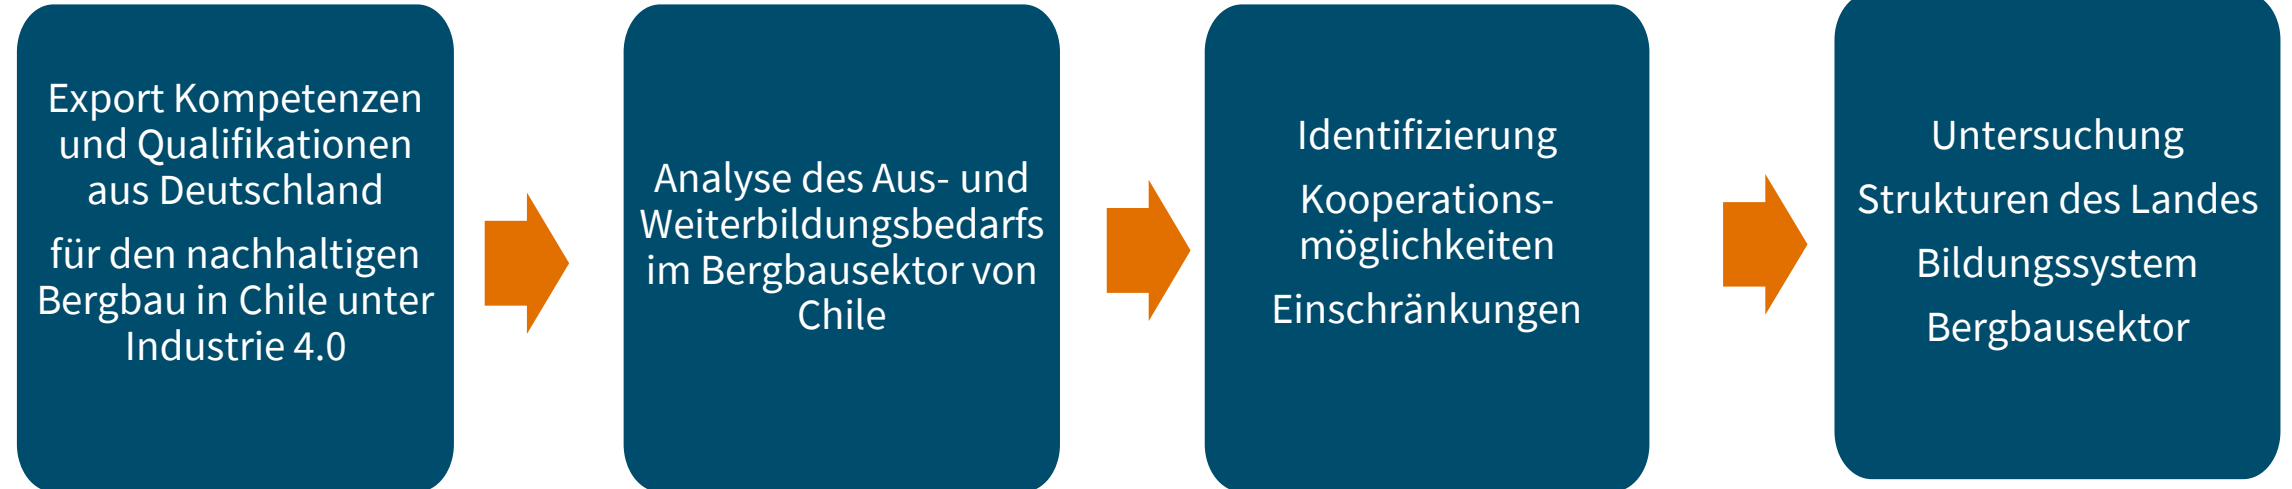 Export Kompetenzen
und Qualifikationen
aus Deutschland
für den nachhaltigen
Bergbau in Chile unter
Industrie 4.0
Analyse des Aus- und
Weiterbildungsbedarfs
im Bergbausektor von
Chile
Identifizierung
Kooperations-
möglichkeiten
Einschränkungen
Untersuchung
Strukturen des Landes
Bildungssystem
Bergbausektor